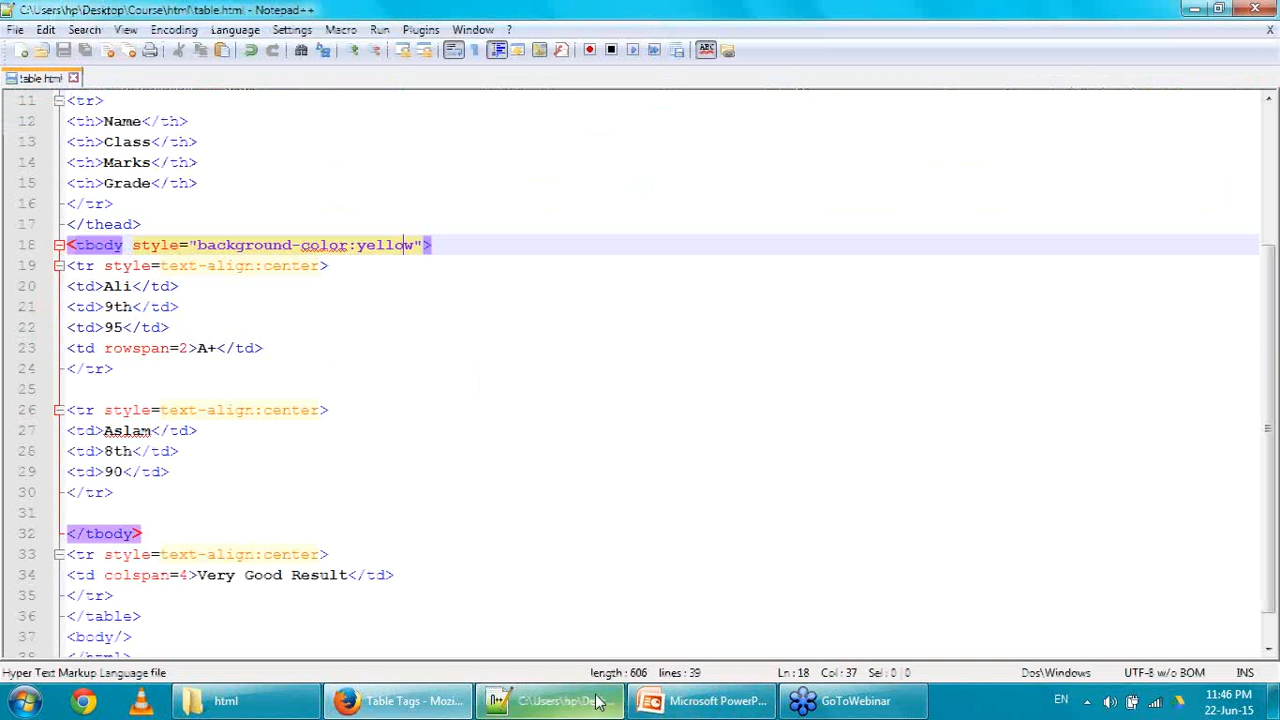 C:\Users\hp\Desktop\Course\html\table.html - Notepad++
File Edit Search View Encoding Language Settings Macro Run Plugins Window ? X
ABC
table.html
11 <tr>
12 <th>Name</th>
13 <th>Class</th>
14 <th>Marks</th>
15 <th>Grade</th>
16 </tr>
17 </thead>
18 <tbody style="background-color:yellow">
19 <tr style=text-align:center>
20 <td>Ali</td>
21 <td>9th</td>
22 <td>95</td>
23 <td rowspan=2>A+</td>
24 </tr>
25
26 <tr style=text-align:center>
27 <td>Aslam</td>
28 <td>8th</td>
29 <td>90</td>
30 </tr>
31
32 </tbody>
33 <tr style=text-align:center>
34 <td colspan=4>Very Good Result</td>
35 </tr>
36 </table>
37 <body/>
</html>
Hyper Text Markup Language file length : 606 lines : 39 Ln : 18 Col : 37 Sel : 0 | 0 Dos\Windows UTF-8 w/o BOM INS
html Table Tags - Mozi... C:\Users\hp\De... Microsoft PowerP... GoToWebinar EN 11:46 PM
22-Jun-15